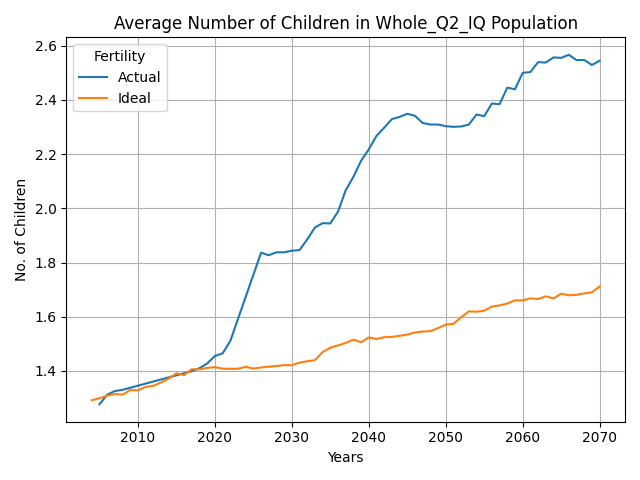 Average Number of Children in Whole_Q2_IQ Population
Fertility
Actual
Ideal
No. of Children
2.6
2.4
2.2
2.0
1.8
1.6
1.4
2010 2020 2030 2040 2050 2060 2070
Years